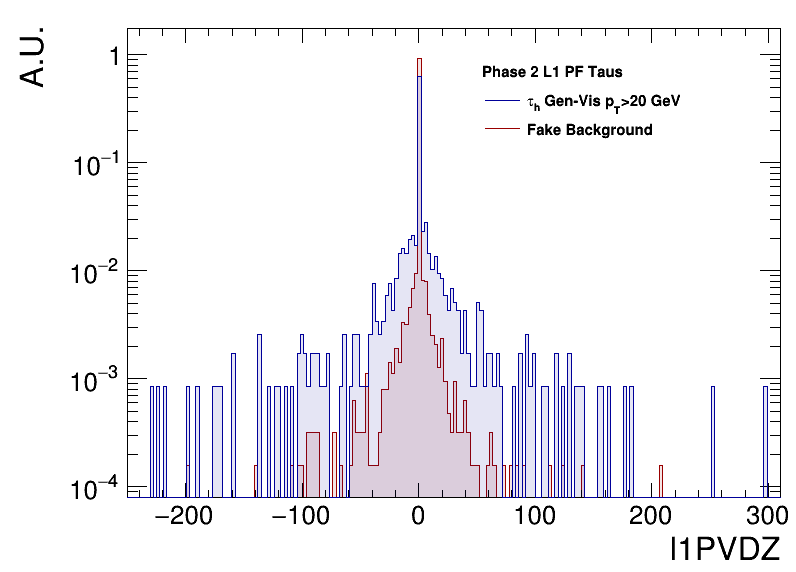 A.U.
Phase 2 L1 PF Taus
τh Gen-Vis pT>20 GeV
Fake Background
1
10−1
10−2
10−3
10−4
−200 −100 0 100 200 300
l1PVDZ